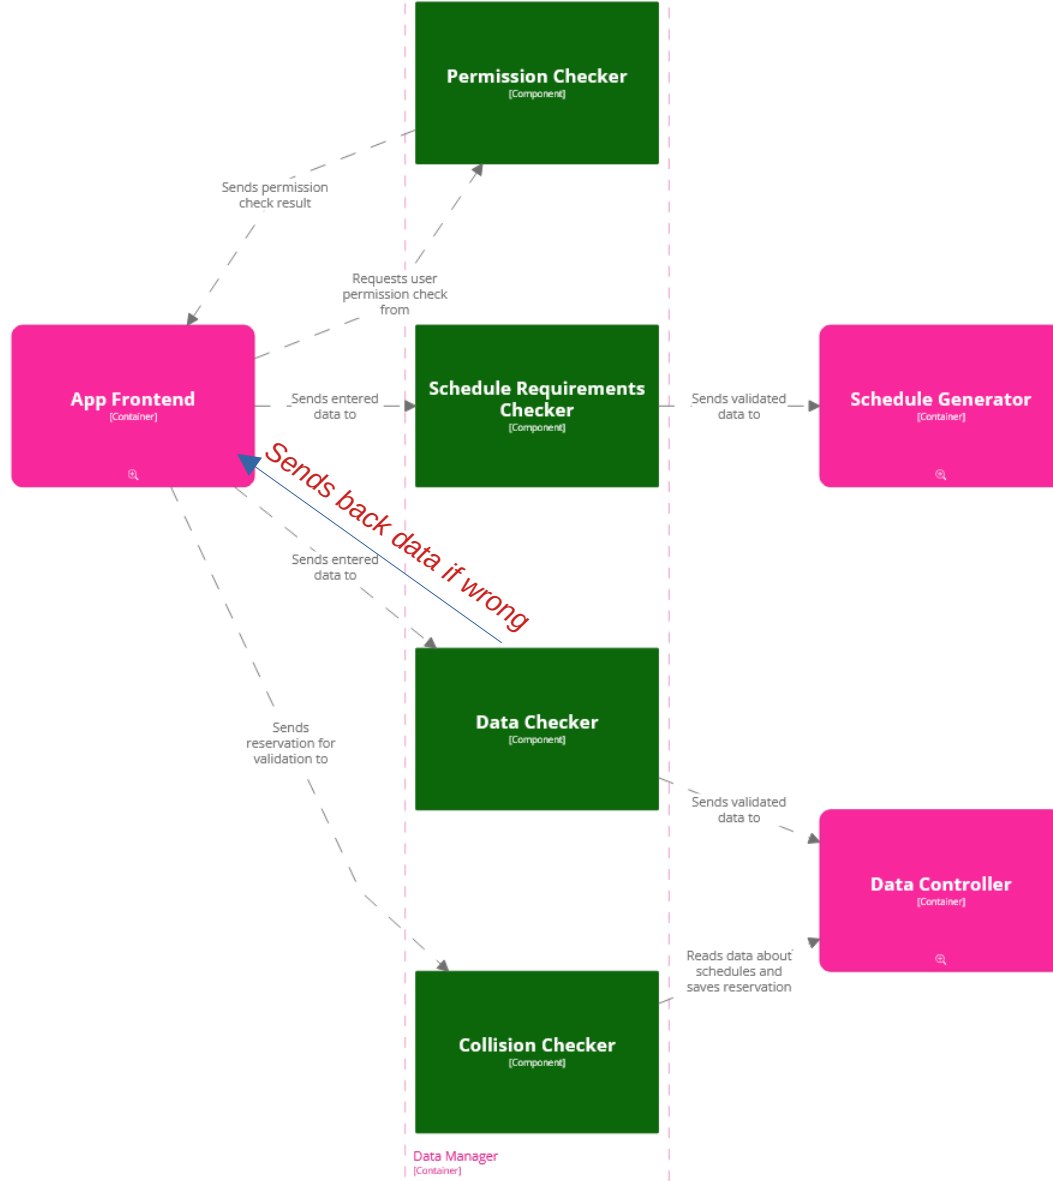 Permission Checker
[Component]
Sends permission
check result
Requests user
permission check
from
App Frontend
[Container]
Sends entered
data to
Schedule Requirements
Checker
[Component]
Sends validated
data to
Schedule Generator
[Container]
Sends back data if wrong
Sends entered
data to
Data Checker
[Component]
Sends
reservation for
validation to
Sends validated
data to
Data Controller
[Container]
Reads data about
schedules and
saves reservation
Collision Checker
[Component]
Data Manager
[Container]